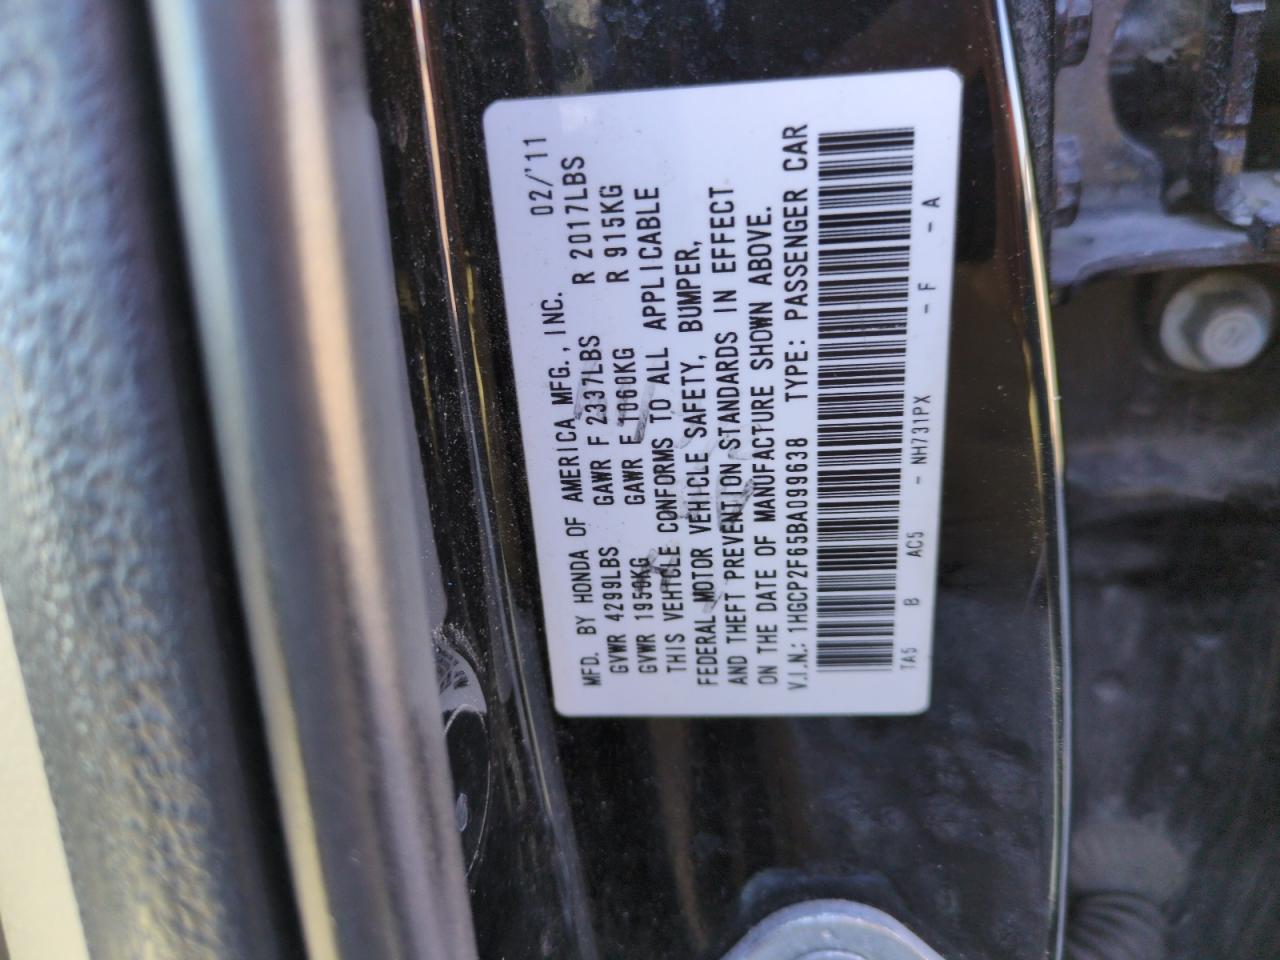 MFD. BY HONDA OF AMERICA MFG., INC. 02/'11
GVWR 4299LBS GAWR F 2337LBS R 2017LBS
GVWR 1950KG GAWR F 1060KG R 915KG
THIS VEHICLE CONFORMS TO ALL APPLICABLE
FEDERAL MOTOR VEHICLE SAFETY, BUMPER,
AND THEFT PREVENTION STANDARDS IN EFFECT
ON THE DATE OF MANUFACTURE SHOWN ABOVE.
V.I.N.: 1HGCP2F65BA099638 TYPE: PASSENGER CAR
TA5 B AC5 - NH731PX - F - A